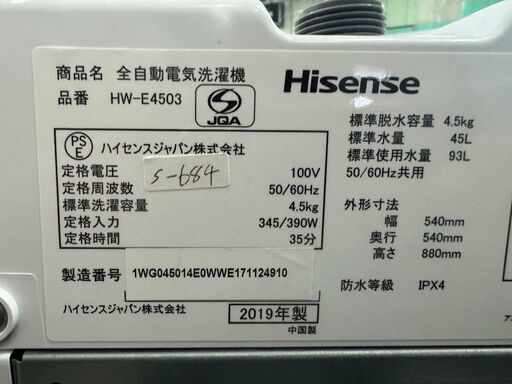 商品名 全自動電気洗濯機
品番 HW-E4503
JQA
Hisense
PS
E
ハイセンスジャパン株式会社
定格電圧 100V
定格周波数 50/60Hz
標準洗濯容量 4.5kg
定格入力 345/390W
定格時間 35分
S-684
製造番号 1WG045014E0WWE171124910
ハイセンスジャパン株式会社
2019年製
中国製
標準脱水容量 4.5kg
標準水量 45L
標準使用水量 93L
50/60Hz共用
外形寸法
幅 540mm
奥行 540mm
高さ 880mm
防水等級 IPX4